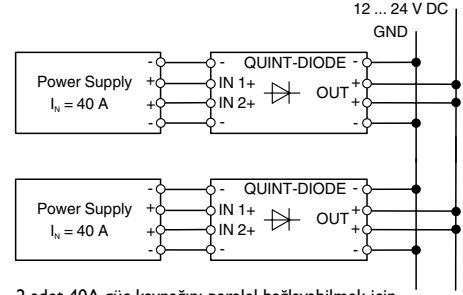 12 ... 24 V DC
GND
- - QUINT-DIODE -
Power Supply + IN 1+ OUT +
I_N = 40 A + IN 2+ +
- - -
- - QUINT-DIODE -
Power Supply + IN 1+ OUT +
I_N = 40 A + IN 2+ +
- - -
2 adet 40A güç kaynağını paralel bağlayabilmek için